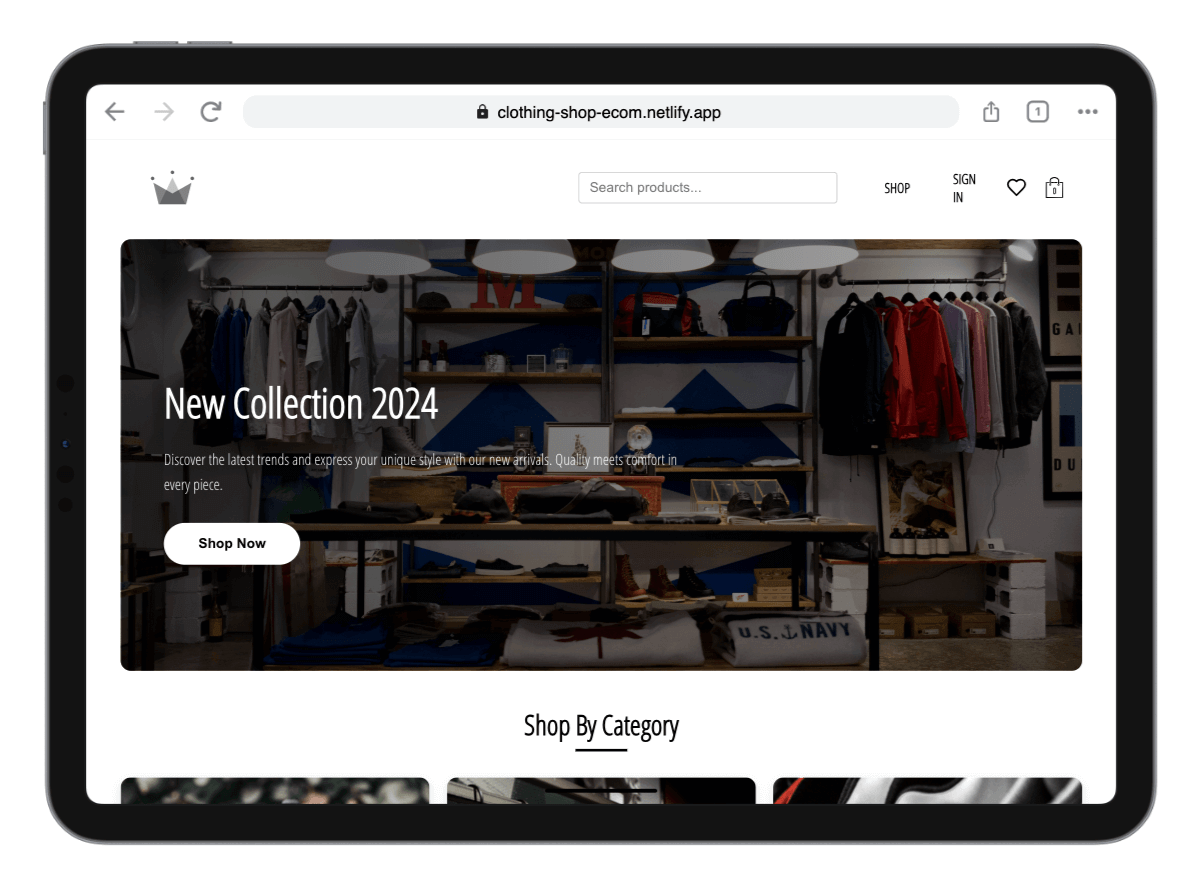 clothing-shop-ecom.netlify.app
1
Search products...
SHOP
SIGN
IN
0
M
GAI
New Collection 2024
Discover the latest trends and express your unique style with our new arrivals. Quality meets comfort in
every piece.
DU
Shop Now
U.S. NAVY
Shop By Category